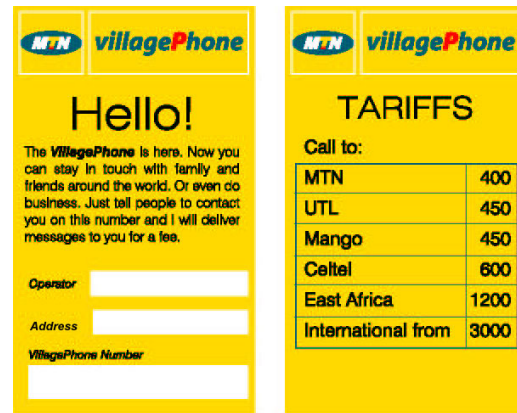 MTN villagePhone
Hello!
The VillagePhone is here. Now you
can stay in touch with family and
friends around the world. Or even do
business. Just tell people to contact
you on this number and I will deliver
messages to you for a fee.
Operator
Address
VillagePhone Number
MTN villagePhone
TARIFFS
Call to:
MTN 400
UTL 450
Mango 450
Celtel 600
East Africa 1200
International from 3000